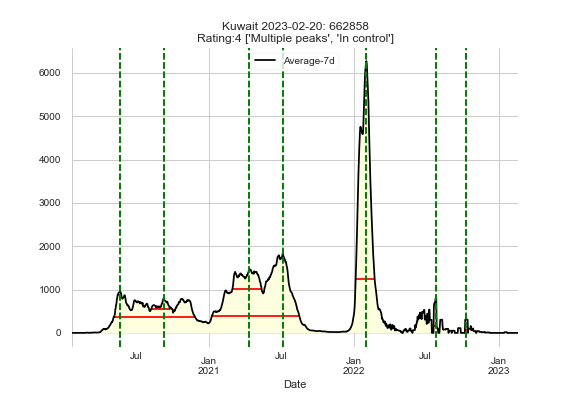 Kuwait 2023-02-20: 662858
Rating:4 ['Multiple peaks', 'In control']
Average-7d
6000
5000
4000
3000
2000
1000
0
Jul
Jan
2021
Jul
Jan
2022
Jul
Jan
2023
Date